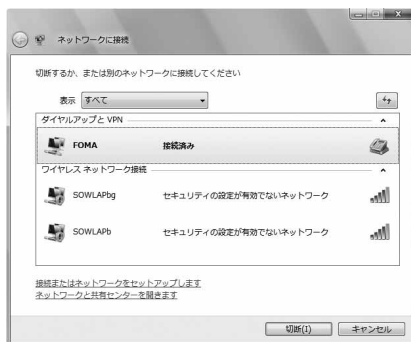 ネットワークに接続
切断するか、または別のネットワークに接続してください
表示 すべて
ダイヤルアップと VPN
FOMA 接続済み
ワイヤレス ネットワーク接続
SOWLAPbg セキュリティの設定が有効でないネットワーク
SOWLAPb セキュリティの設定が有効でないネットワーク
接続またはネットワークをセットアップします
ネットワークと共有センターを開きます
切断(I) キャンセル